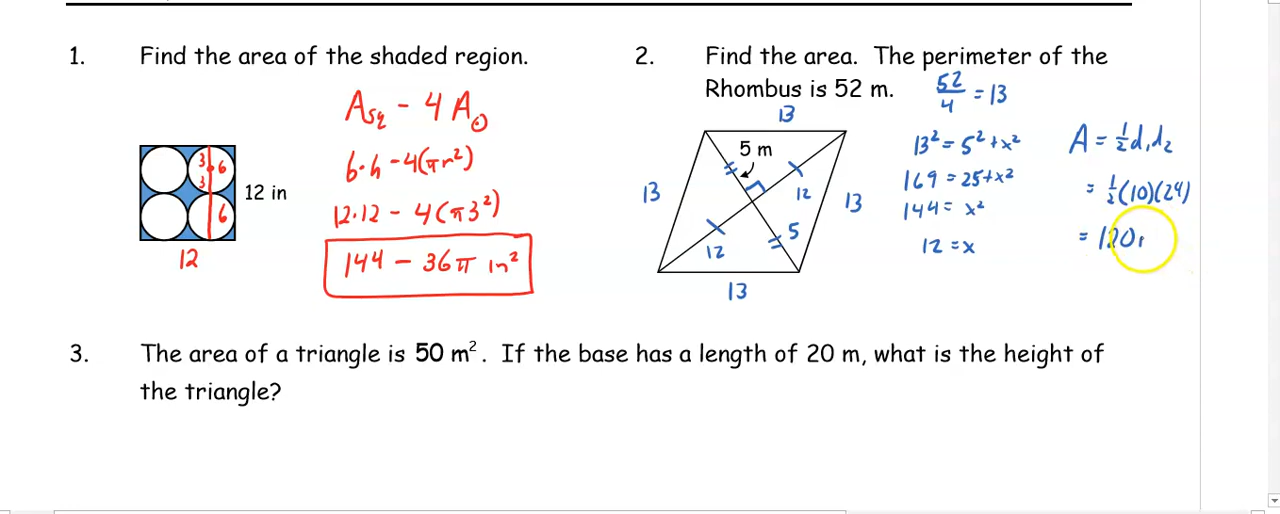 1. Find the area of the shaded region.
A_sq - 4 A_⊙
b·h - 4(πr²)
12·12 - 4(π3²)
144 - 36π in²
3 6
3
6
12 in
12
2. Find the area. The perimeter of the
Rhombus is 52 m.
52/4 = 13
13
5 m
13
12
13
5
12
13
13² = 5² + x²
169 = 25 + x²
144 = x²
12 = x
A = ½d₁d₂
= ½(10)(24)
= 120
3. The area of a triangle is 50 m². If the base has a length of 20 m, what is the height of
the triangle?